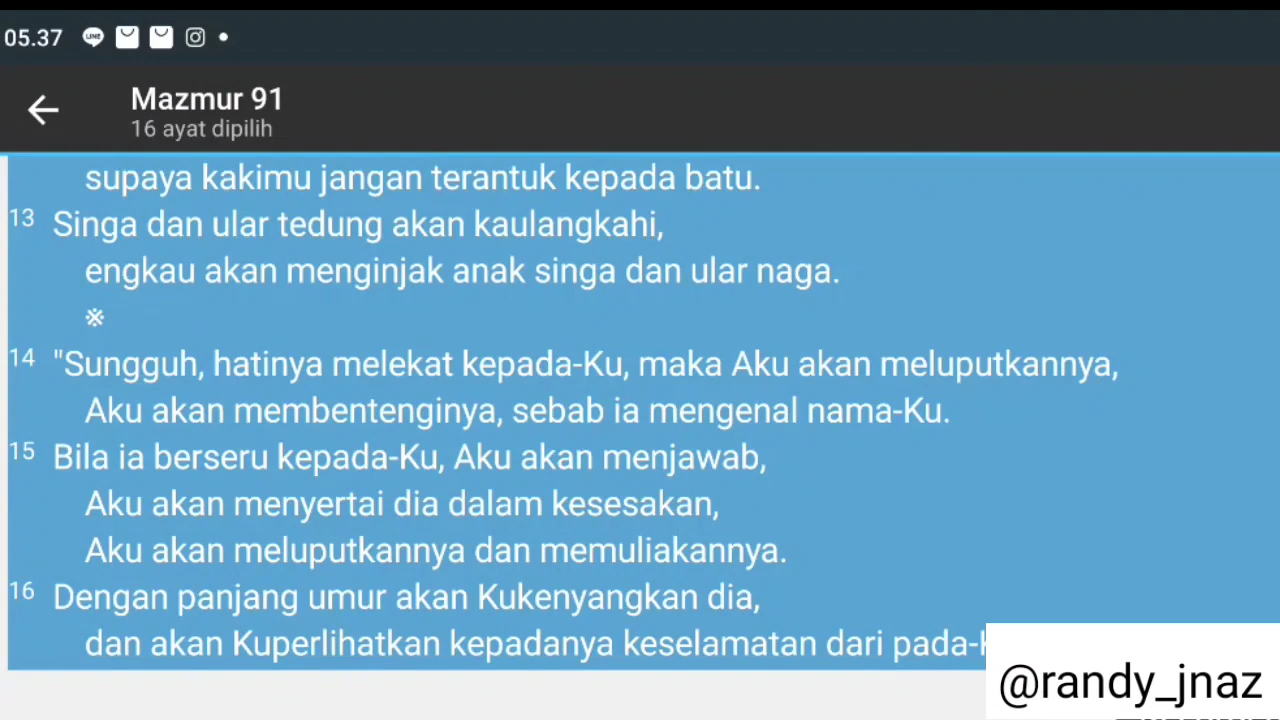 05.37
Mazmur 91
16 ayat dipilih
supaya kakimu jangan terantuk kepada batu.
13 Singa dan ular tedung akan kaulangkahi,
engkau akan menginjak anak singa dan ular naga.
※
14 "Sungguh, hatinya melekat kepada-Ku, maka Aku akan meluputkannya,
Aku akan membentenginya, sebab ia mengenal nama-Ku.
15 Bila ia berseru kepada-Ku, Aku akan menjawab,
Aku akan menyertai dia dalam kesesakan,
Aku akan meluputkannya dan memuliakannya.
16 Dengan panjang umur akan Kukenyangkan dia,
dan akan Kuperlihatkan kepadanya keselamatan dari pada-
@randy_jnaz